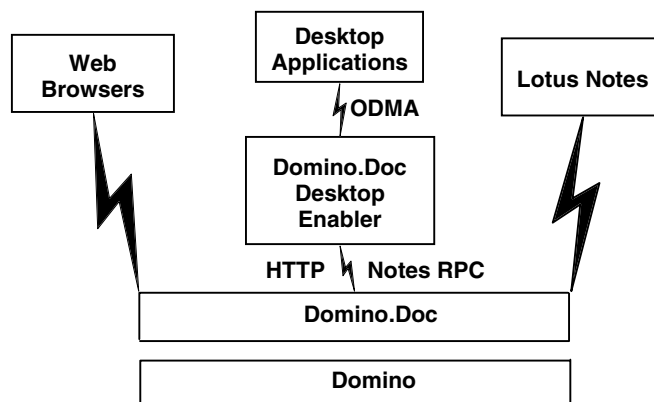 Desktop
Applications
Web
Browsers
Lotus Notes
ODMA
Domino.Doc
Desktop
Enabler
HTTP Notes RPC
Domino.Doc
Domino